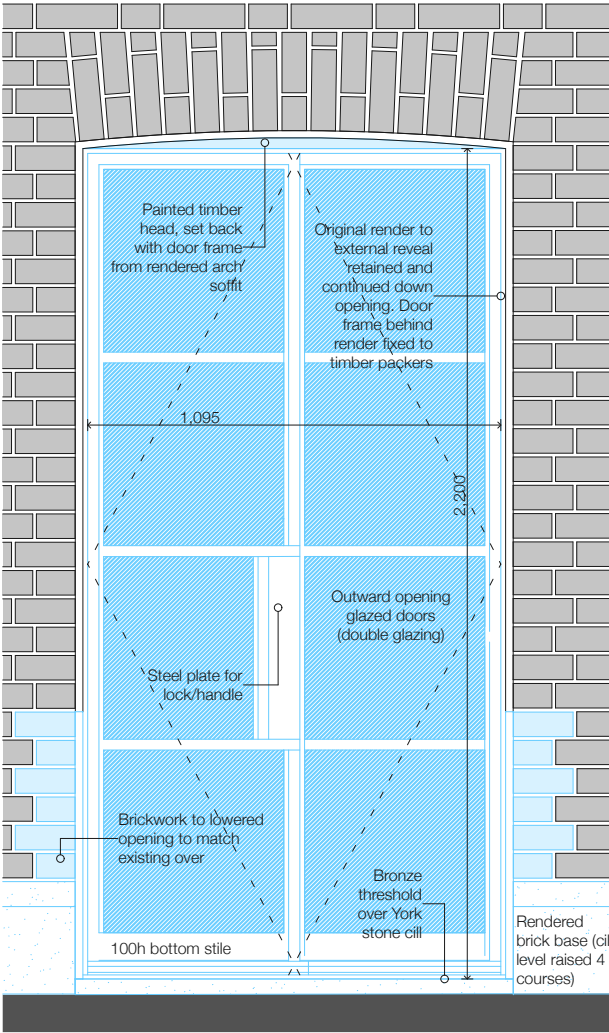 Painted timber
head, set back
with door frame
from rendered arch
soffit
Original render to
external reveal
retained and
continued down
opening. Door
frame behind
render fixed to
timber packers
1,095
2,200
Outward opening
glazed doors
(double glazing)
Steel plate for
lock/handle
Brickwork to lowered
opening to match
existing over
Bronze
threshold
over York
stone cill
100h bottom stile
Rendered
brick base (cil
level raised 4
courses)